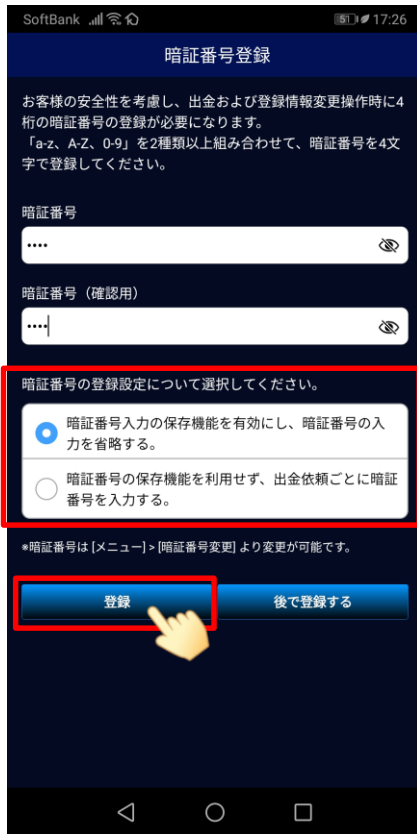 SoftBank 51 17:26
暗証番号登録
お客様の安全性を考慮し、出金および登録情報変更操作時に4
桁の暗証番号の登録が必要になります。
「a-z、A-Z、0-9」を2種類以上組み合わせて、暗証番号を4文
字で登録してください。
暗証番号
••••
暗証番号（確認用）
••••
暗証番号の登録設定について選択してください。
暗証番号入力の保存機能を有効にし、暗証番号の入
力を省略する。
暗証番号の保存機能を利用せず、出金依頼ごとに暗証
番号を入力する。
*暗証番号は [メニュー] > [暗証番号変更] より変更が可能です。
登録 後で登録する